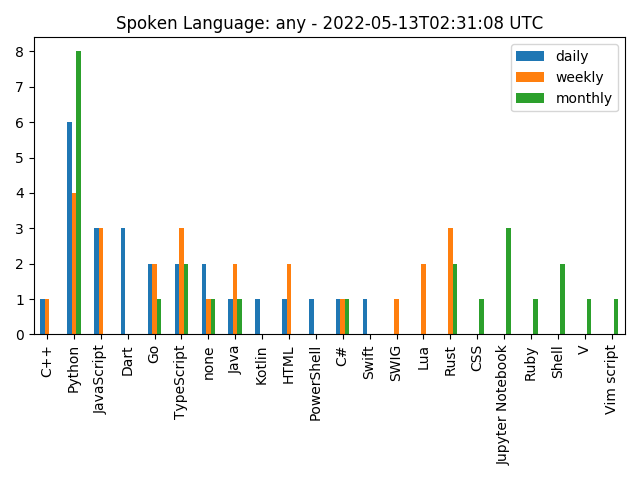 Spoken Language: any - 2022-05-13T02:31:08 UTC
daily
weekly
monthly
8
7
6
5
4
3
2
1
0
C++
Python
JavaScript
Dart
Go
TypeScript
none
Java
Kotlin
HTML
PowerShell
C#
Swift
SWIG
Lua
Rust
CSS
Jupyter Notebook
Ruby
Shell
V
Vim script